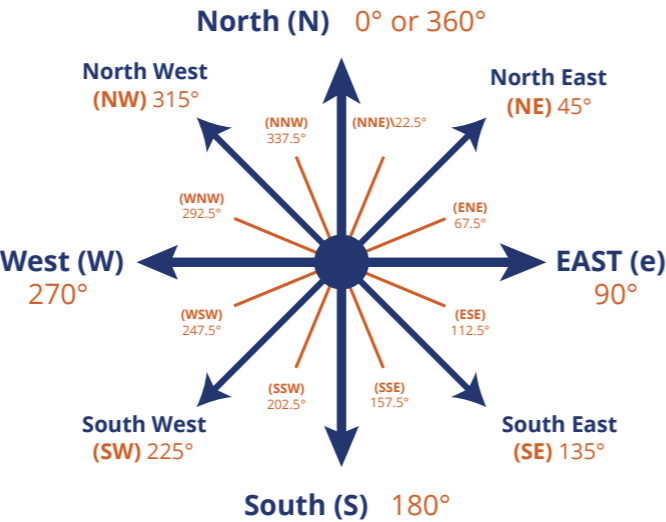 North (N) 0° or 360°
North West
(NW) 315°
North East
(NE) 45°
(NNW)
337.5°
(NNE)\22.5°
(WNW)
292.5°
(ENE)
67.5°
West (W)
270°
EAST (e)
90°
(WSW)
247.5°
(ESE)
112.5°
(SSW)
202.5°
(SSE)
157.5°
South West
(SW) 225°
South East
(SE) 135°
South (S) 180°